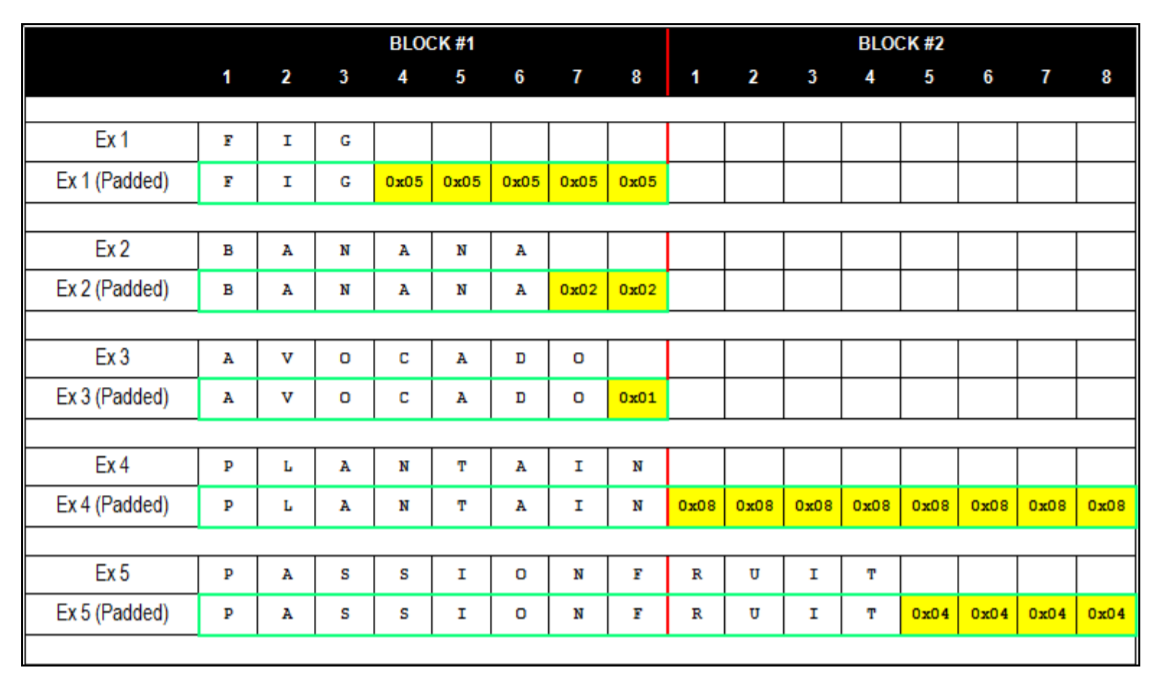 BLOCK #1 BLOCK #2
1 2 3 4 5 6 7 8 1 2 3 4 5 6 7 8
Ex 1 F I G
Ex 1 (Padded) F I G 0x05 0x05 0x05 0x05 0x05
Ex 2 B A N A N A
Ex 2 (Padded) B A N A N A 0x02 0x02
Ex 3 A V O C A D O
Ex 3 (Padded) A V O C A D O 0x01
Ex 4 P L A N T A I N
Ex 4 (Padded) P L A N T A I N 0x08 0x08 0x08 0x08 0x08 0x08 0x08 0x08
Ex 5 P A S S I O N F R U I T
Ex 5 (Padded) P A S S I O N F R U I T 0x04 0x04 0x04 0x04